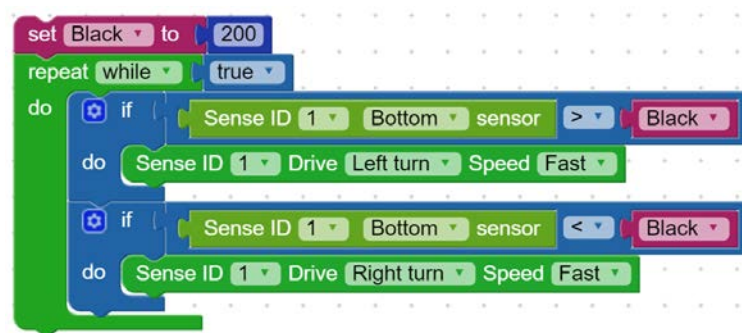 set Black to 200
repeat while true
do if Sense ID 1 Bottom sensor > Black
do Sense ID 1 Drive Left turn Speed Fast
if Sense ID 1 Bottom sensor < Black
do Sense ID 1 Drive Right turn Speed Fast